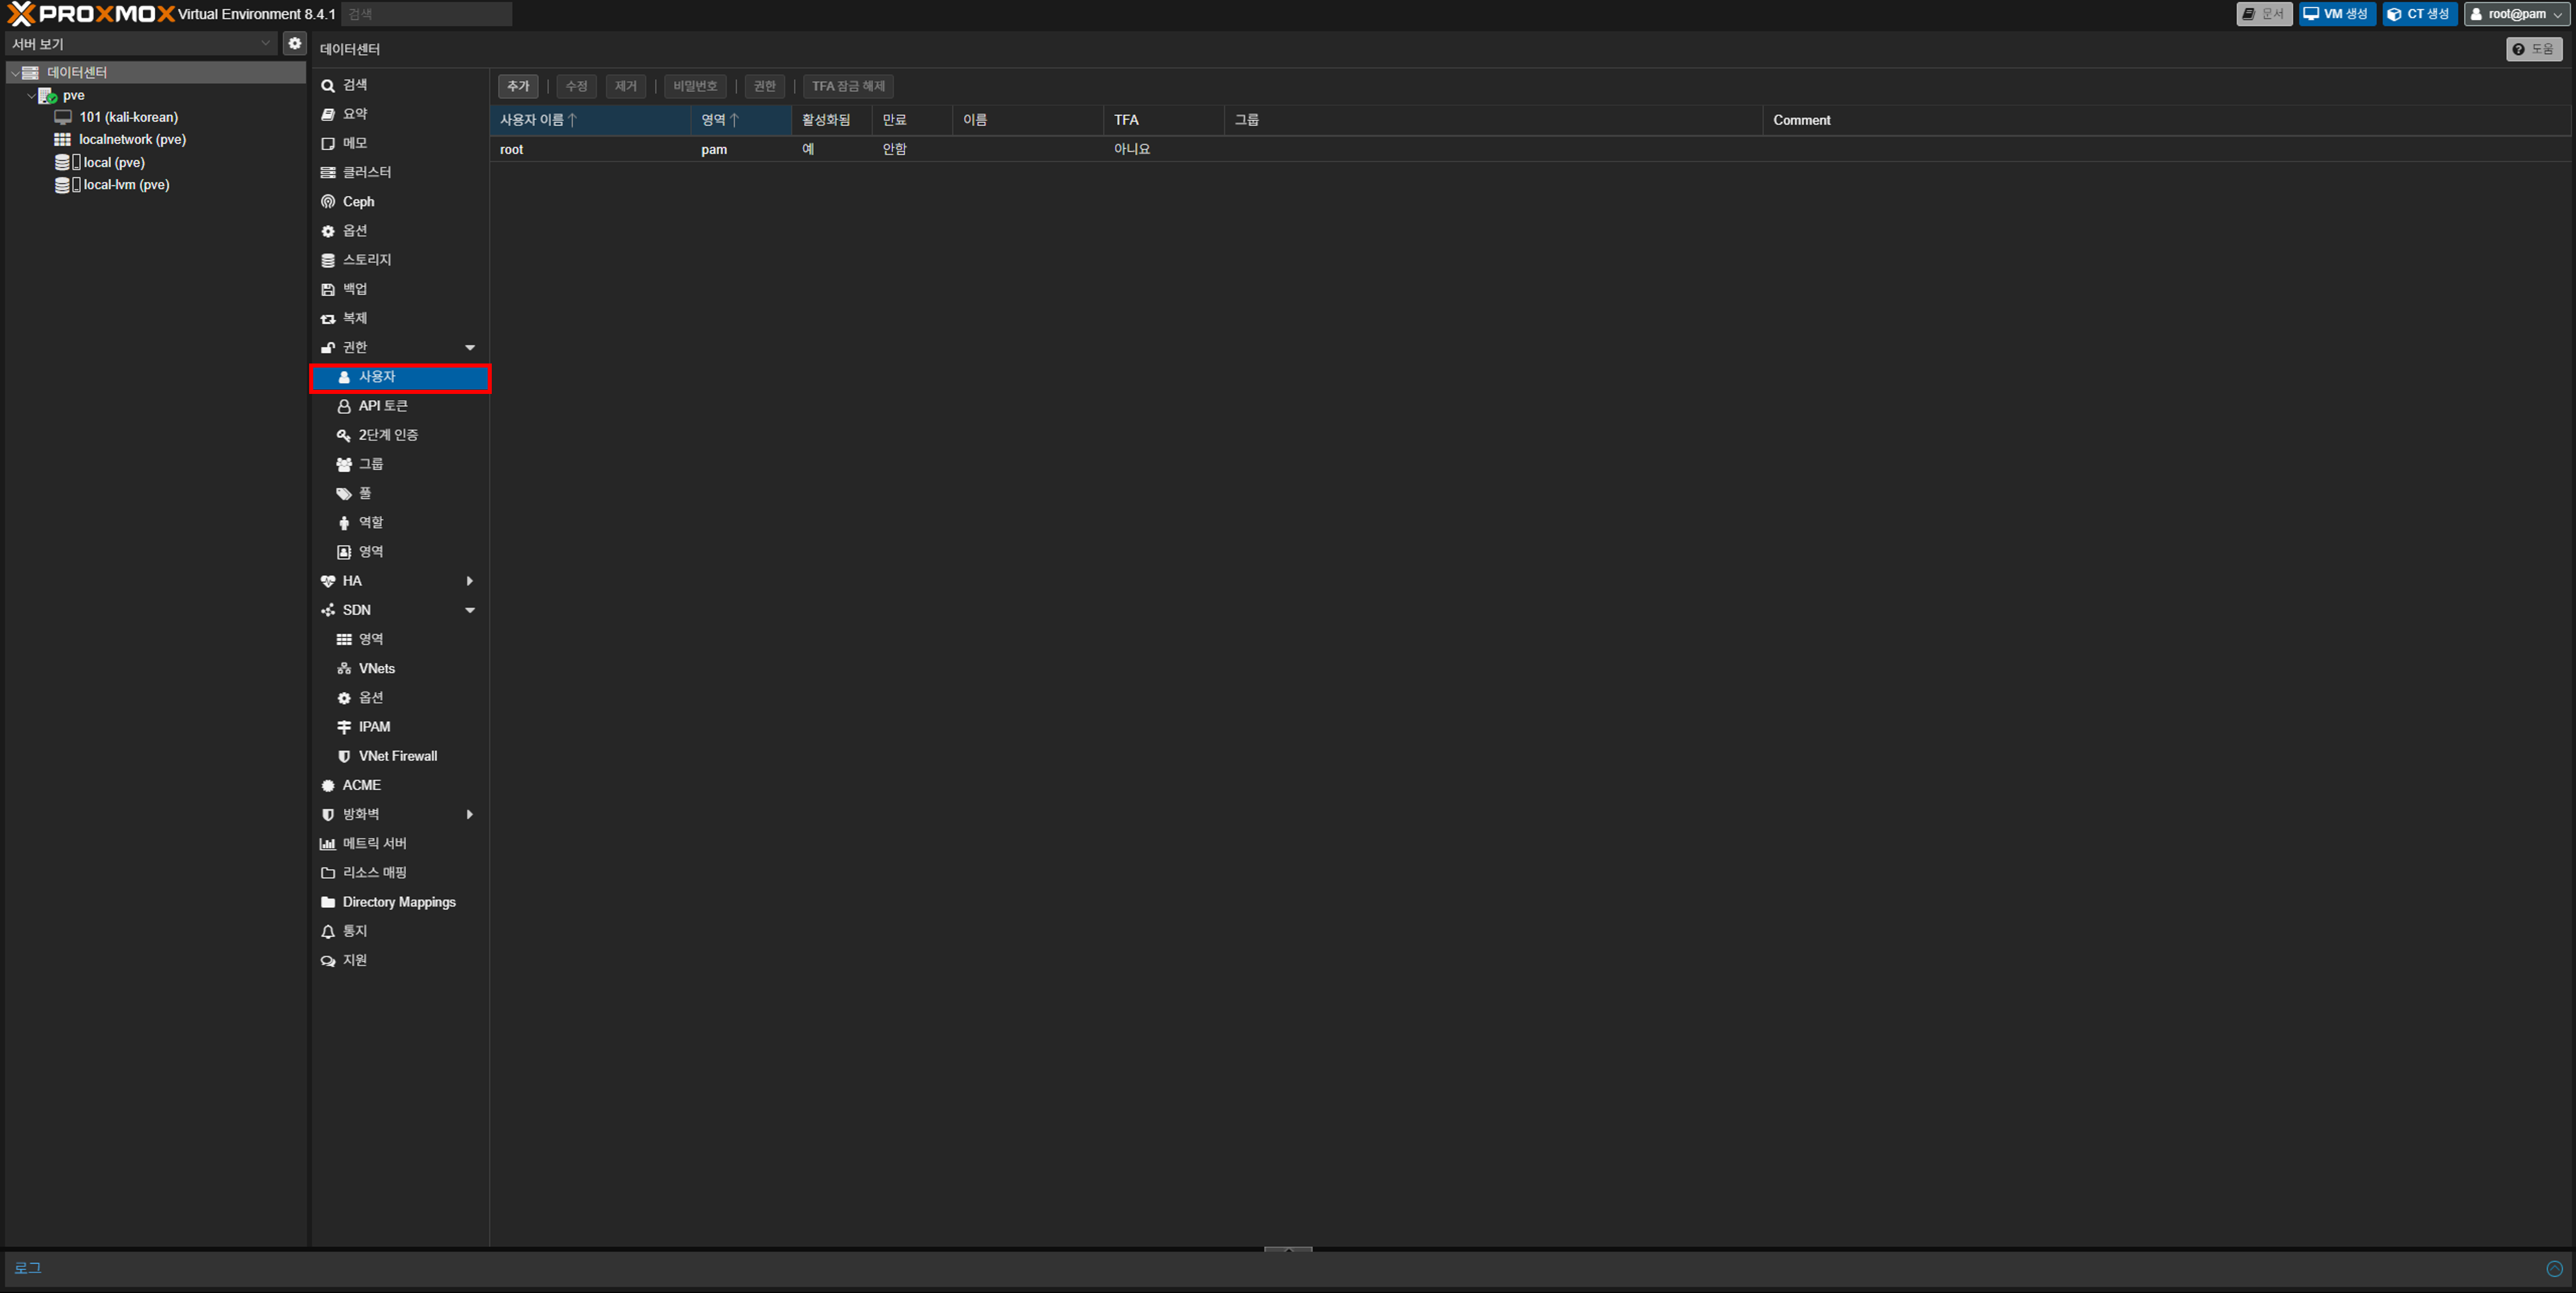 PROXMOX Virtual Environment 8.4.1 검색 문서 VM 생성 CT 생성 root@pam
서버 보기
데이터센터
pve
101 (kali-korean)
localnetwork (pve)
local (pve)
local-lvm (pve)
데이터센터 도움
검색
요약
메모
클러스터
Ceph
옵션
스토리지
백업
복제
권한
사용자
API 토큰
2단계 인증
그룹
풀
역할
영역
HA
SDN
영역
VNets
옵션
IPAM
VNet Firewall
ACME
방화벽
메트릭 서버
리소스 매핑
Directory Mappings
통지
지원
추가 수정 제거 비밀번호 권한 TFA 잠금 해제
사용자 이름 영역 활성화됨 만료 이름 TFA 그룹 Comment
root pam 예 안함 아니요
로그